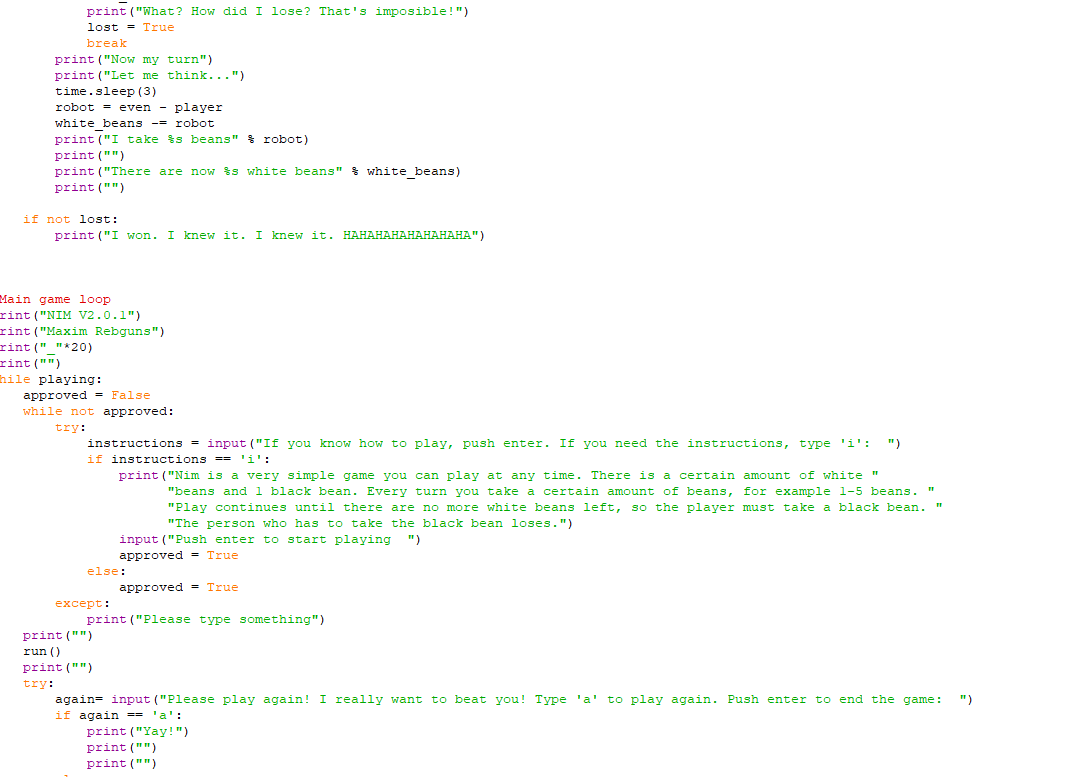 print("What? How did I lose? That's imposible!")
lost = True
break
print("Now my turn")
print("Let me think...")
time.sleep(3)
robot = even - player
white_beans -= robot
print("I take %s beans" % robot)
print("")
print("There are now %s white beans" % white_beans)
print("")
if not lost:
print("I won. I knew it. I knew it. HAHAHAHAHAHAHAHA")
Main game loop
rint("NIM V2.0.1")
rint("Maxim Rebguns")
rint("_"*20)
rint("")
hile playing:
approved = False
while not approved:
try:
instructions = input("If you know how to play, push enter. If you need the instructions, type 'i':  ")
if instructions == 'i':
print("Nim is a very simple game you can play at any time. There is a certain amount of white "
"beans and 1 black bean. Every turn you take a certain amount of beans, for example 1-5 beans. "
"Play continues until there are no more white beans left, so the player must take a black bean. "
"The person who has to take the black bean loses.")
input("Push enter to start playing  ")
approved = True
else:
approved = True
except:
print("Please type something")
print("")
run()
print("")
try:
again= input("Please play again! I really want to beat you! Type 'a' to play again. Push enter to end the game:  ")
if again == 'a':
print("Yay!")
print("")
print("")